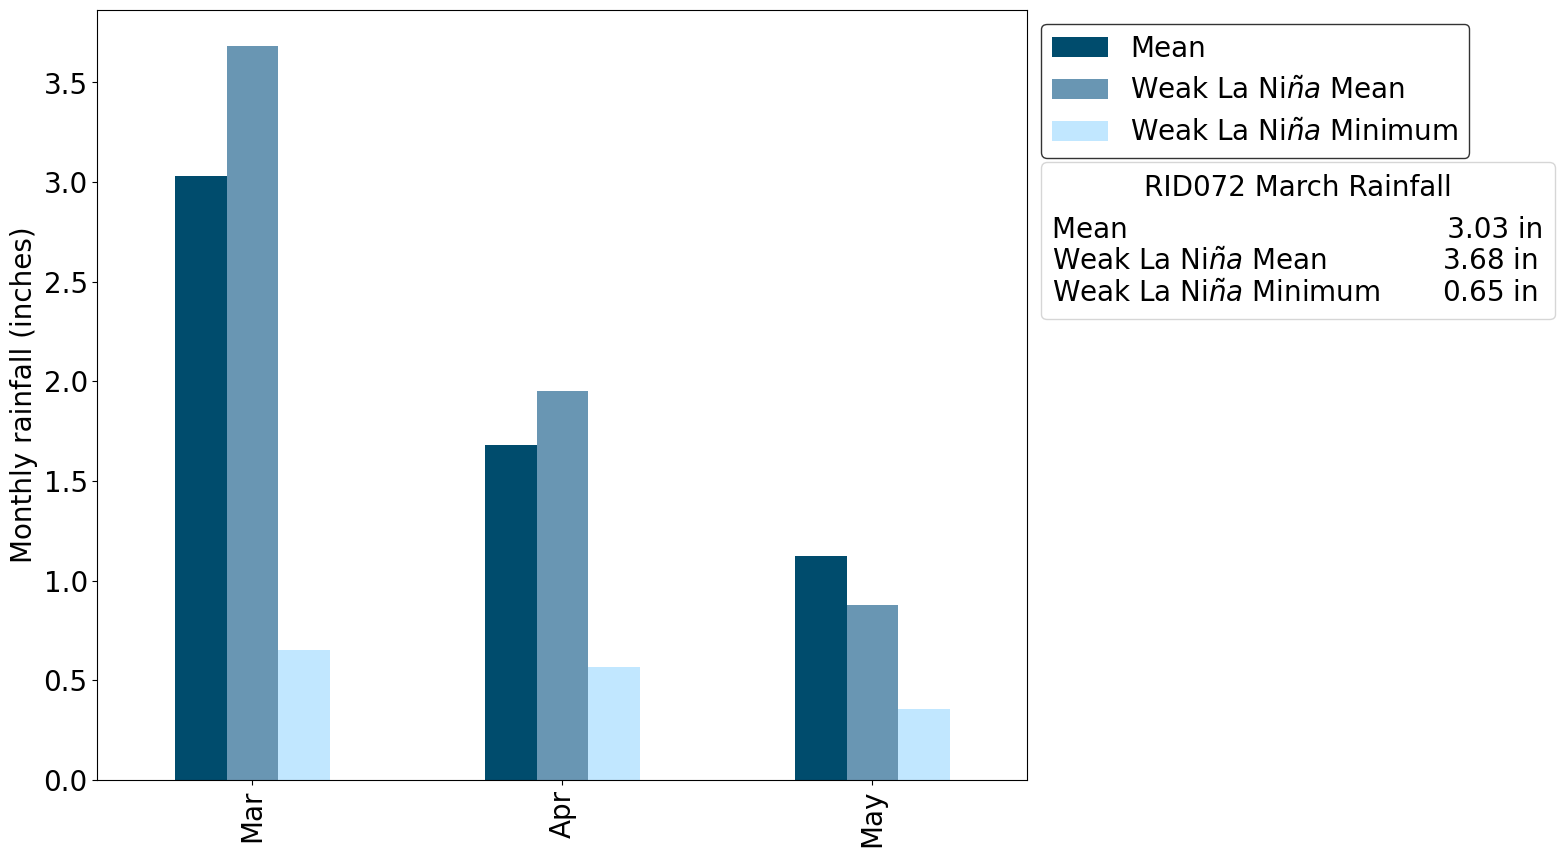 Monthly rainfall (inches)
3.5
3.0
2.5
2.0
1.5
1.0
0.5
0.0
Mar
Apr
May
Mean
Weak La Niña Mean
Weak La Niña Minimum
RID072 March Rainfall
Mean 3.03 in
Weak La Niña Mean 3.68 in
Weak La Niña Minimum 0.65 in